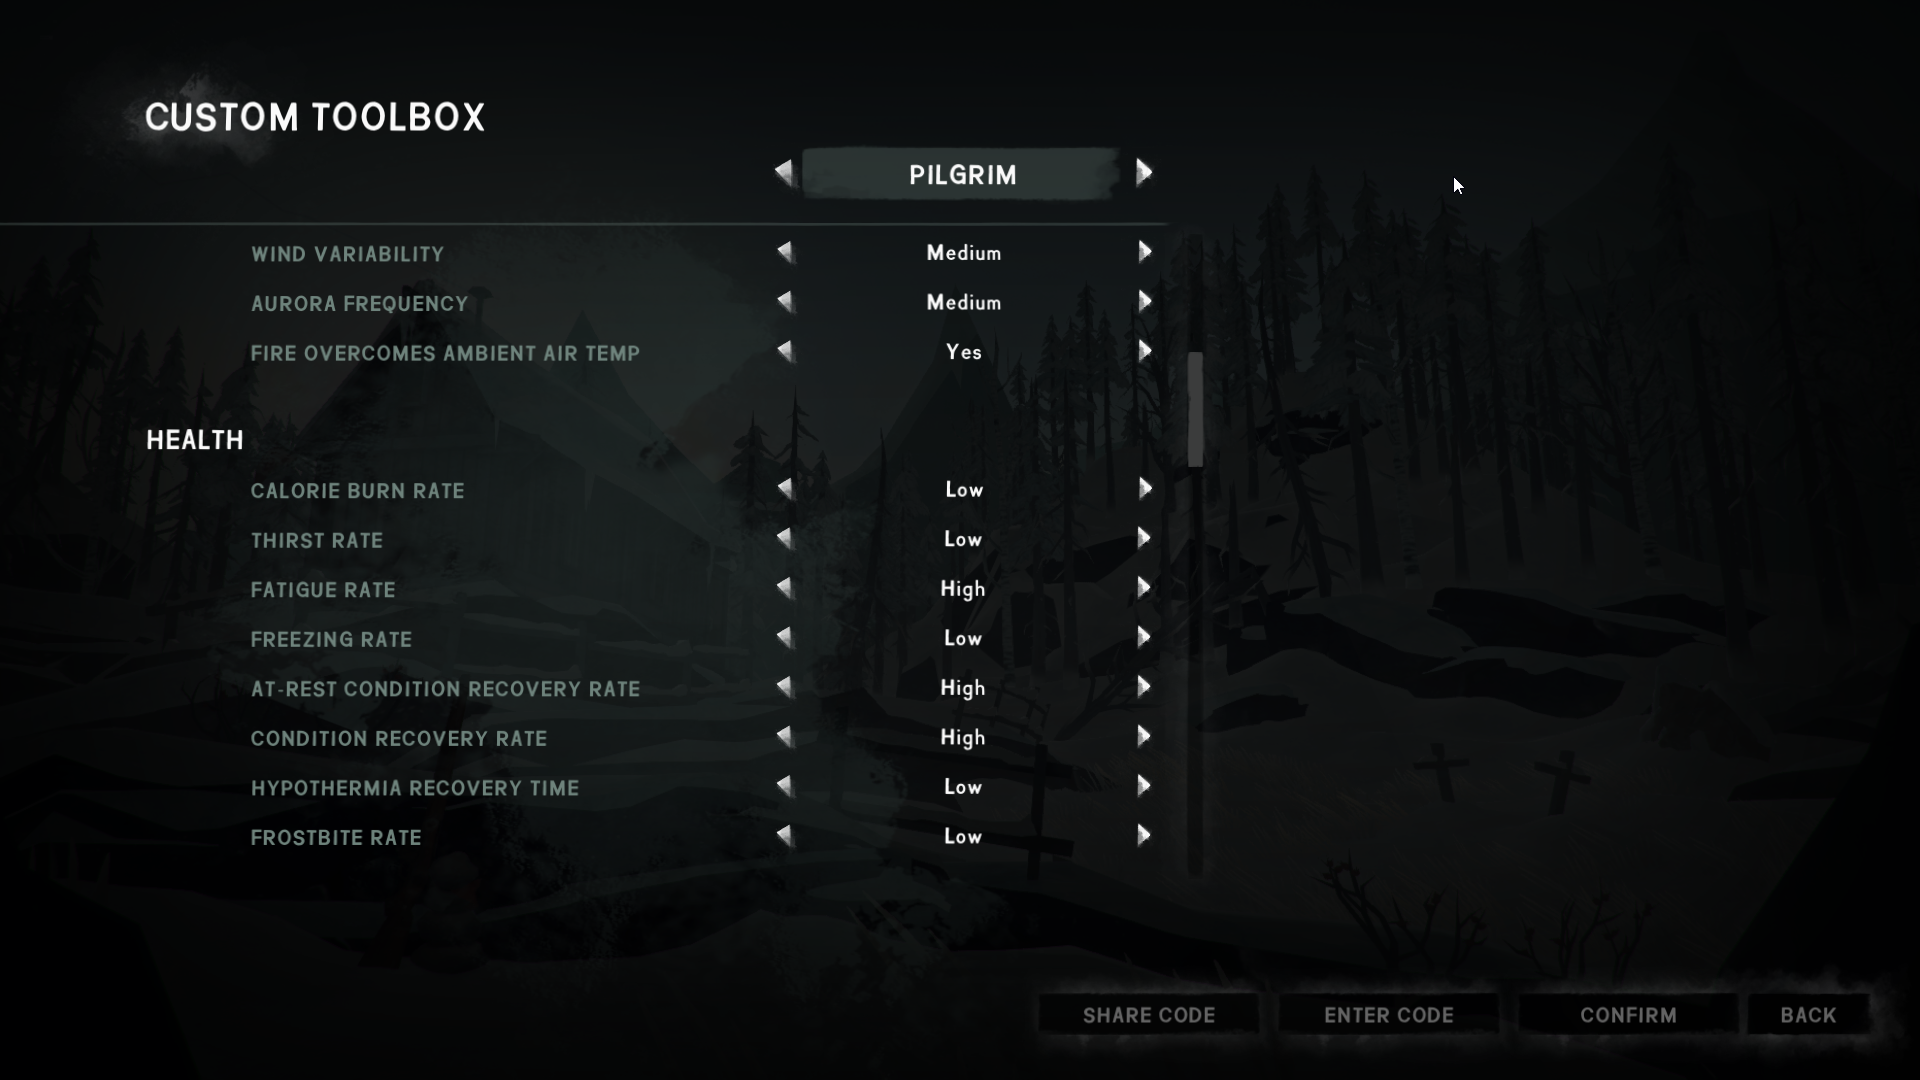 CUSTOM TOOLBOX
PILGRIM
WIND VARIABILITY Medium
AURORA FREQUENCY Medium
FIRE OVERCOMES AMBIENT AIR TEMP Yes
HEALTH
CALORIE BURN RATE Low
THIRST RATE Low
FATIGUE RATE High
FREEZING RATE Low
AT-REST CONDITION RECOVERY RATE High
CONDITION RECOVERY RATE High
HYPOTHERMIA RECOVERY TIME Low
FROSTBITE RATE Low
SHARE CODE ENTER CODE CONFIRM BACK